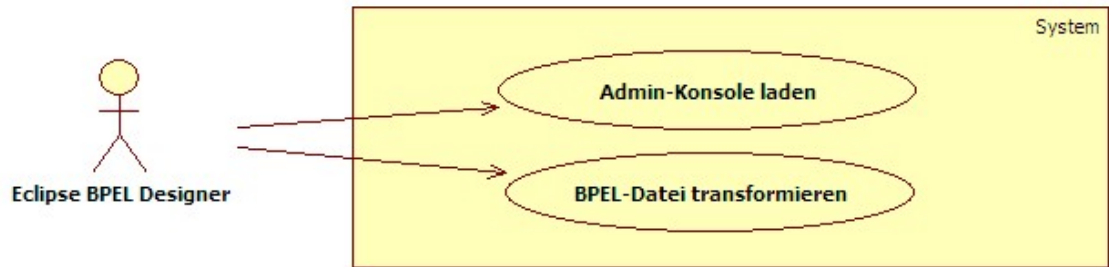 System
Admin-Konsole laden
BPEL-Datei transformieren
Eclipse BPEL Designer